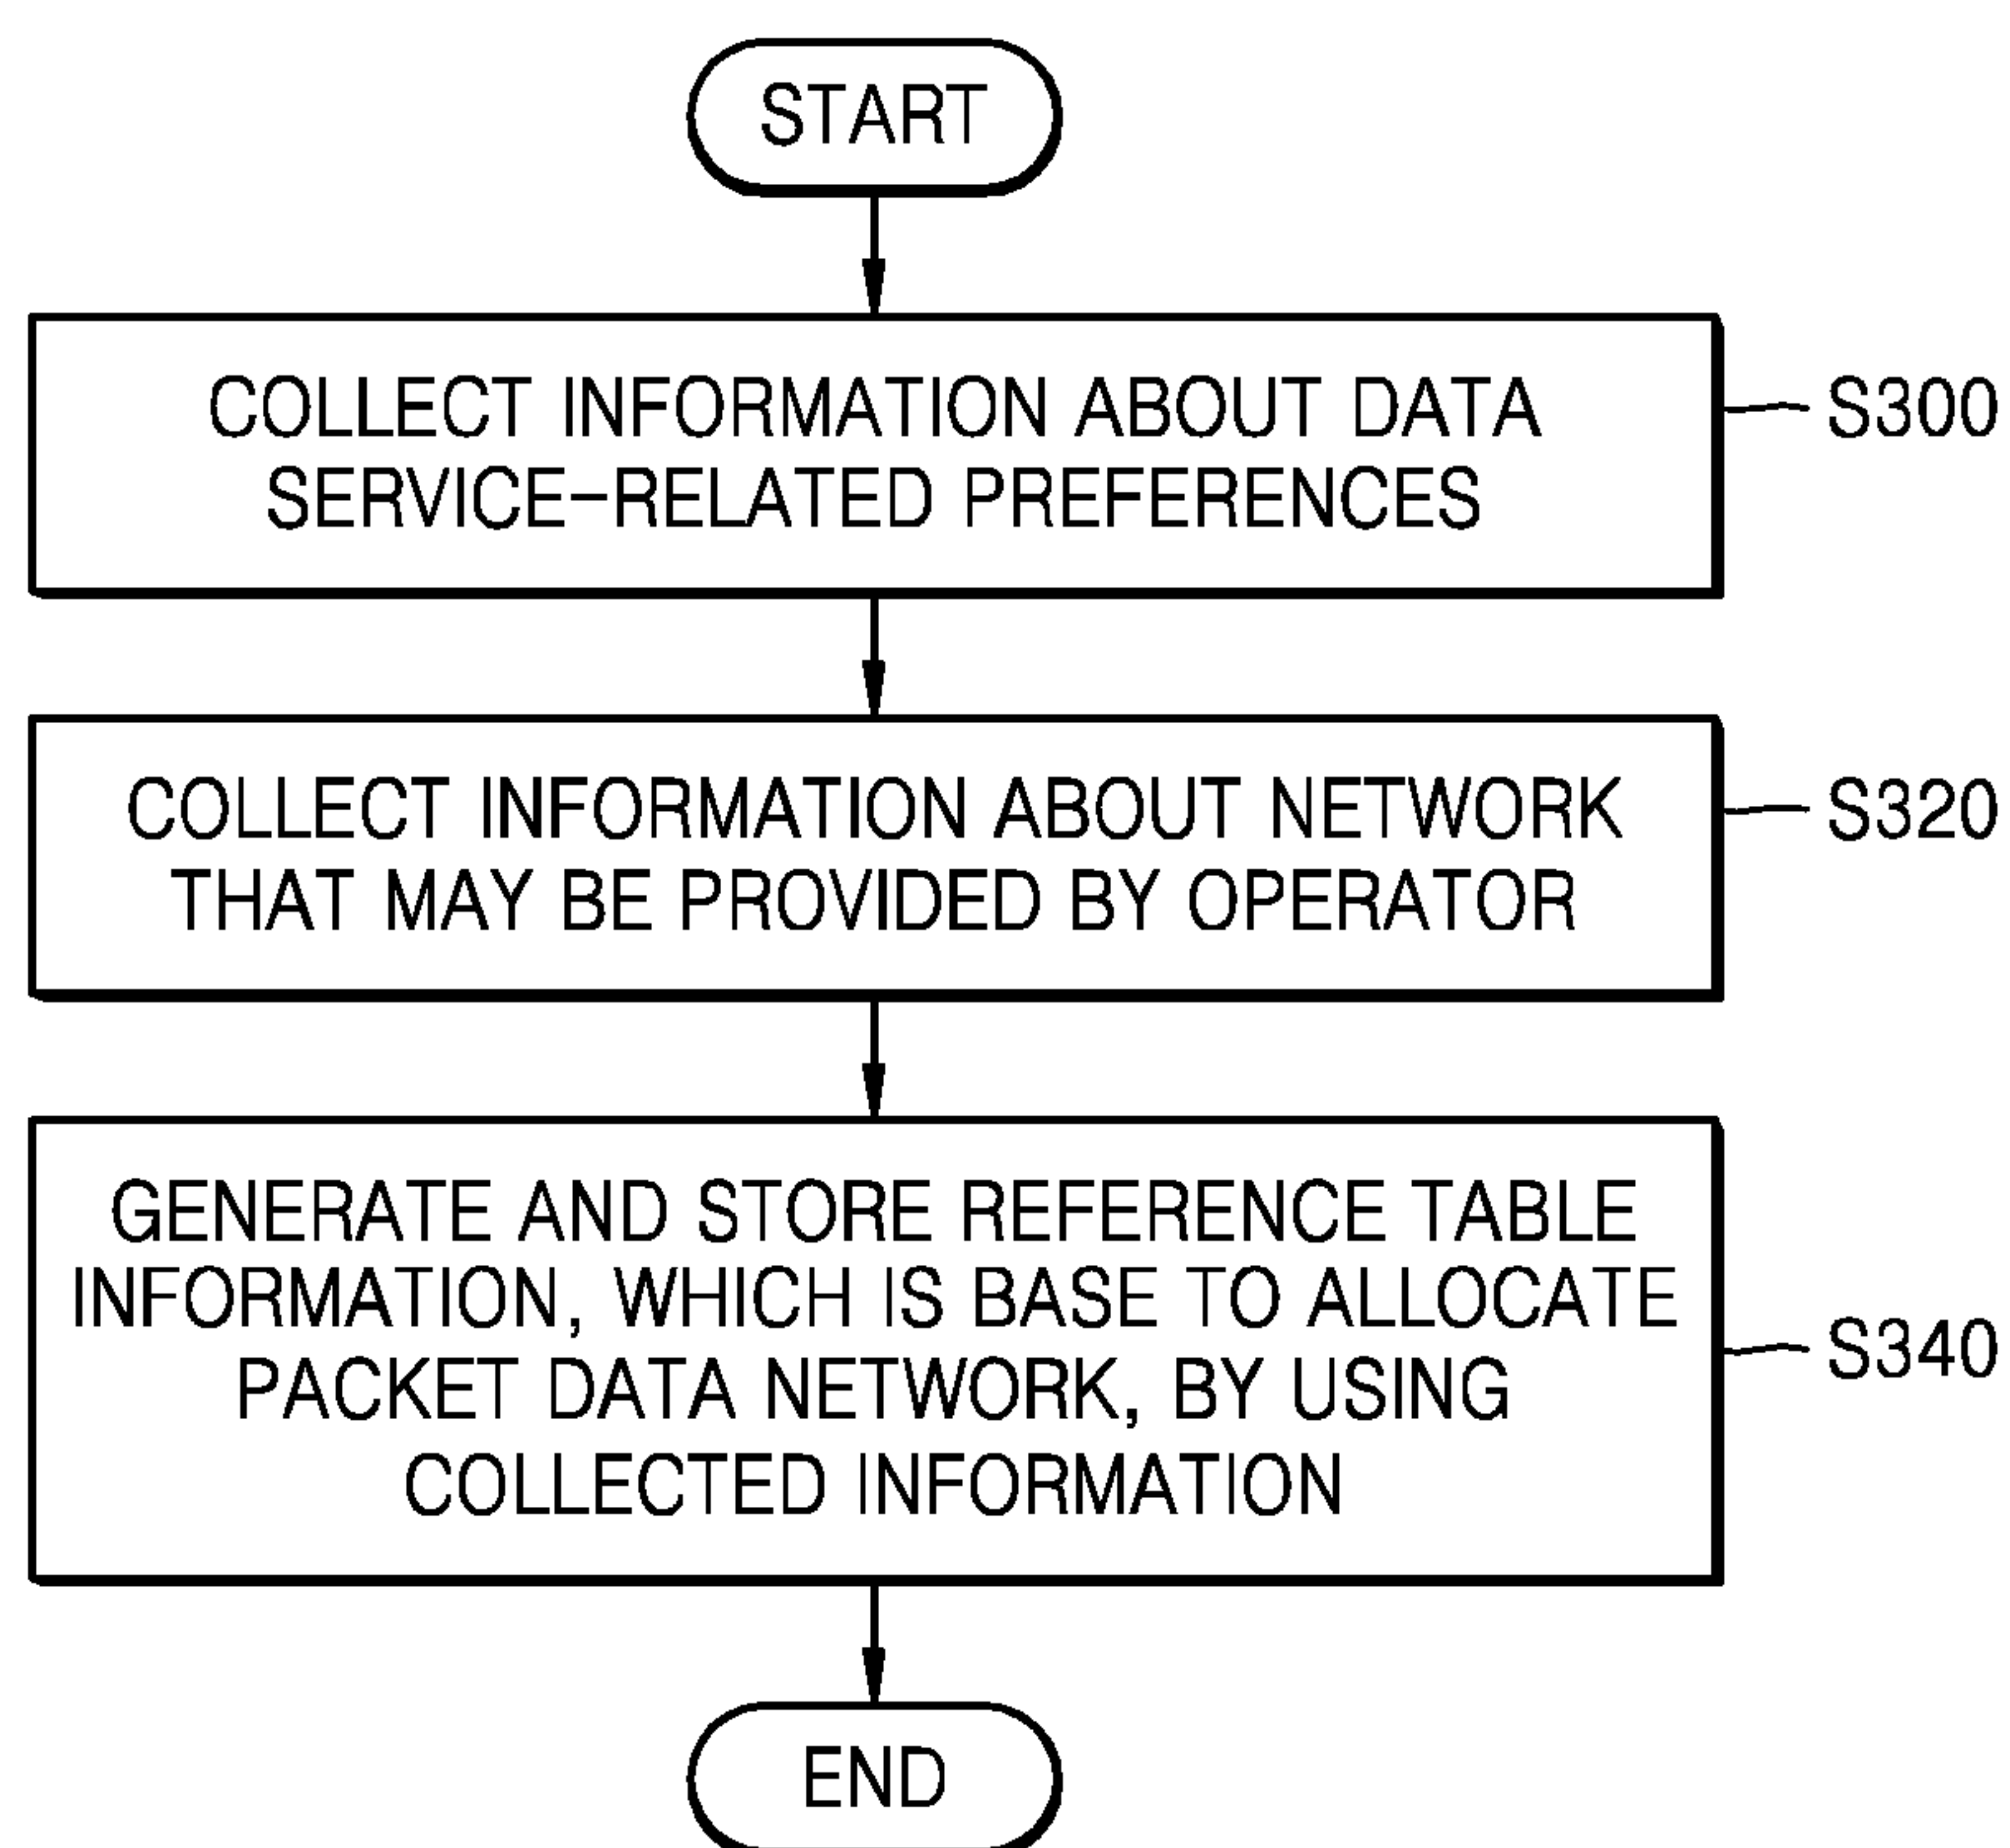 START
COLLECT INFORMATION ABOUT DATA
SERVICE-RELATED PREFERENCES
S300
COLLECT INFORMATION ABOUT NETWORK
THAT MAY BE PROVIDED BY OPERATOR
S320
GENERATE AND STORE REFERENCE TABLE
INFORMATION, WHICH IS BASE TO ALLOCATE
PACKET DATA NETWORK, BY USING
COLLECTED INFORMATION
S340
END